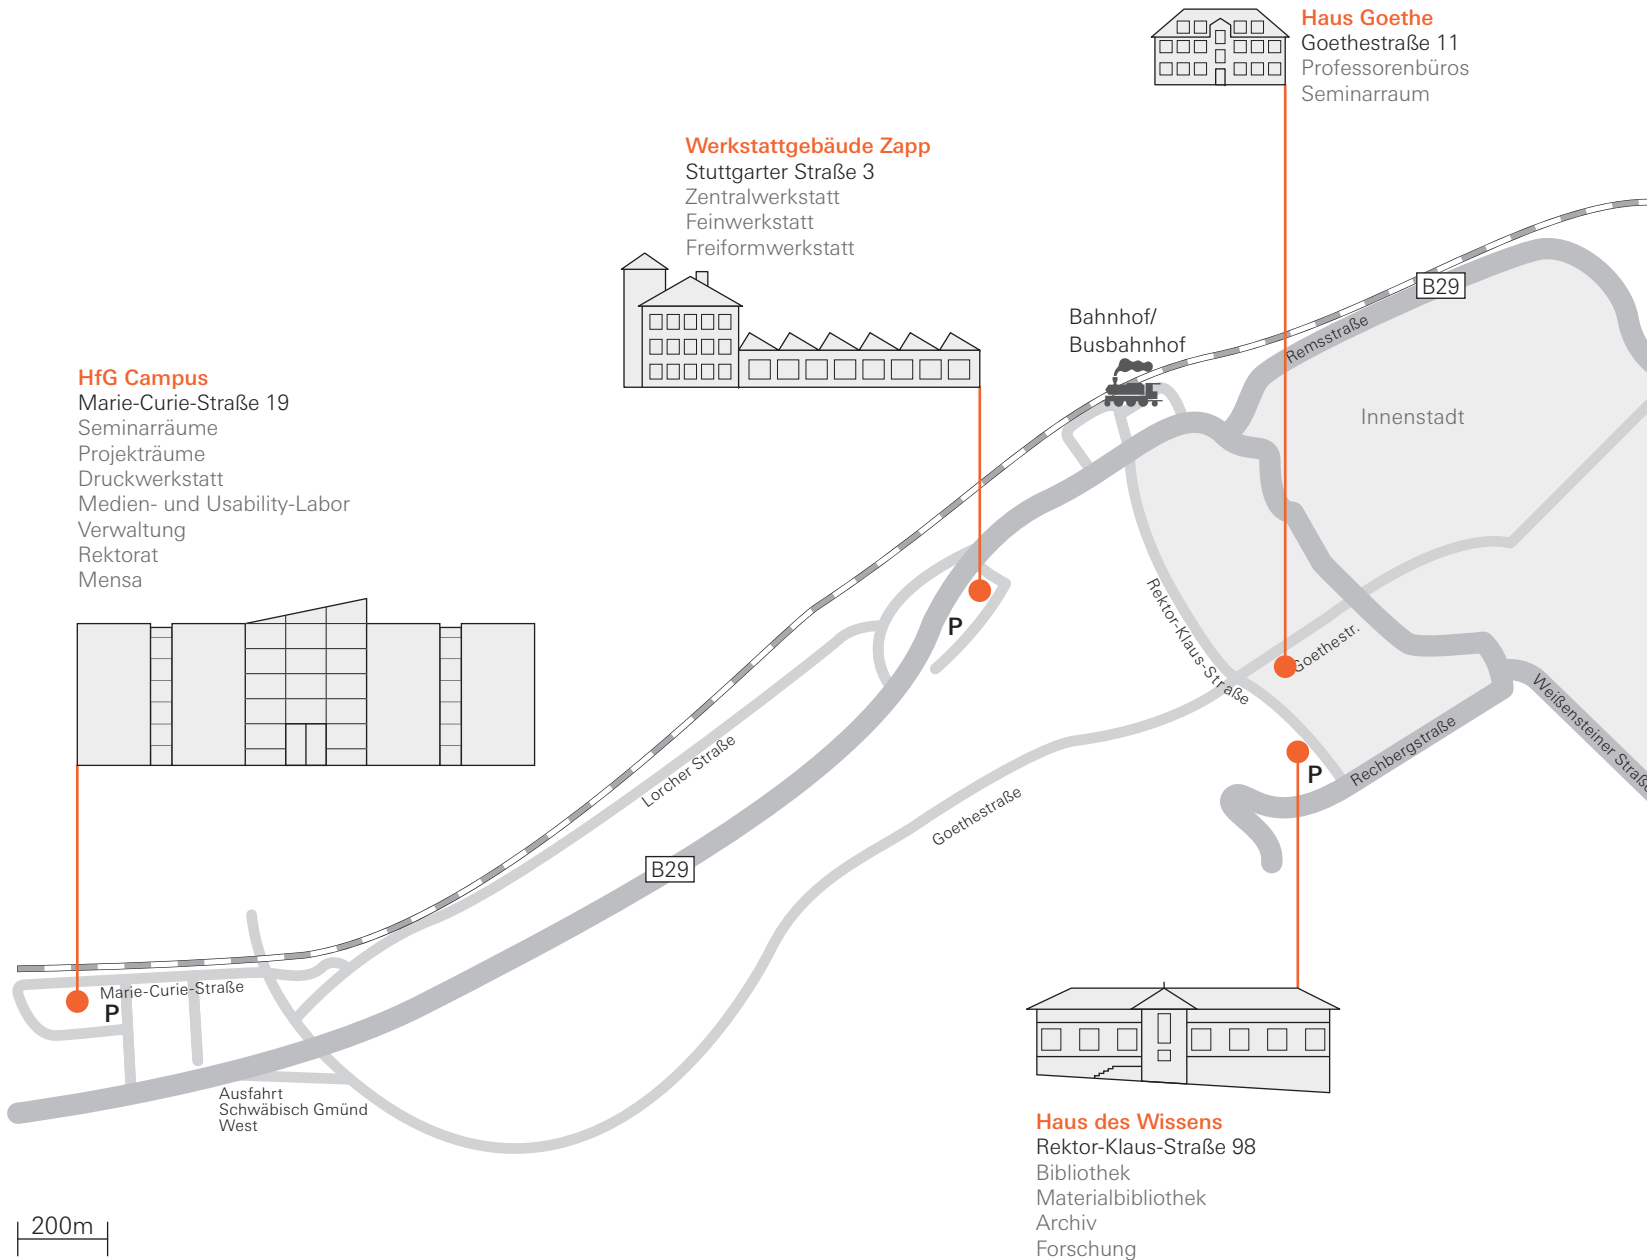 Haus Goethe
Goethestraße 11
Professorenbüros
Seminarraum
Werkstattgebäude Zapp
Stuttgarter Straße 3
Zentralwerkstatt
Feinwerkstatt
Freiformwerkstatt
B29
Bahnhof/
Busbahnhof
Remsstraße
Innenstadt
HfG Campus
Marie-Curie-Straße 19
Seminarräume
Projekträume
Druckwerkstatt
Medien- und Usability-Labor
Verwaltung
Rektorat
Mensa
P
Rektor-Klaus-Straße
Goethestr.
Weißensteiner Straße
Rechbergstraße
P
Lorcher Straße
Goethestraße
B29
Marie-Curie-Straße
P
Ausfahrt
Schwäbisch Gmünd
West
Haus des Wissens
Rektor-Klaus-Straße 98
Bibliothek
Materialbibliothek
Archiv
Forschung
200m